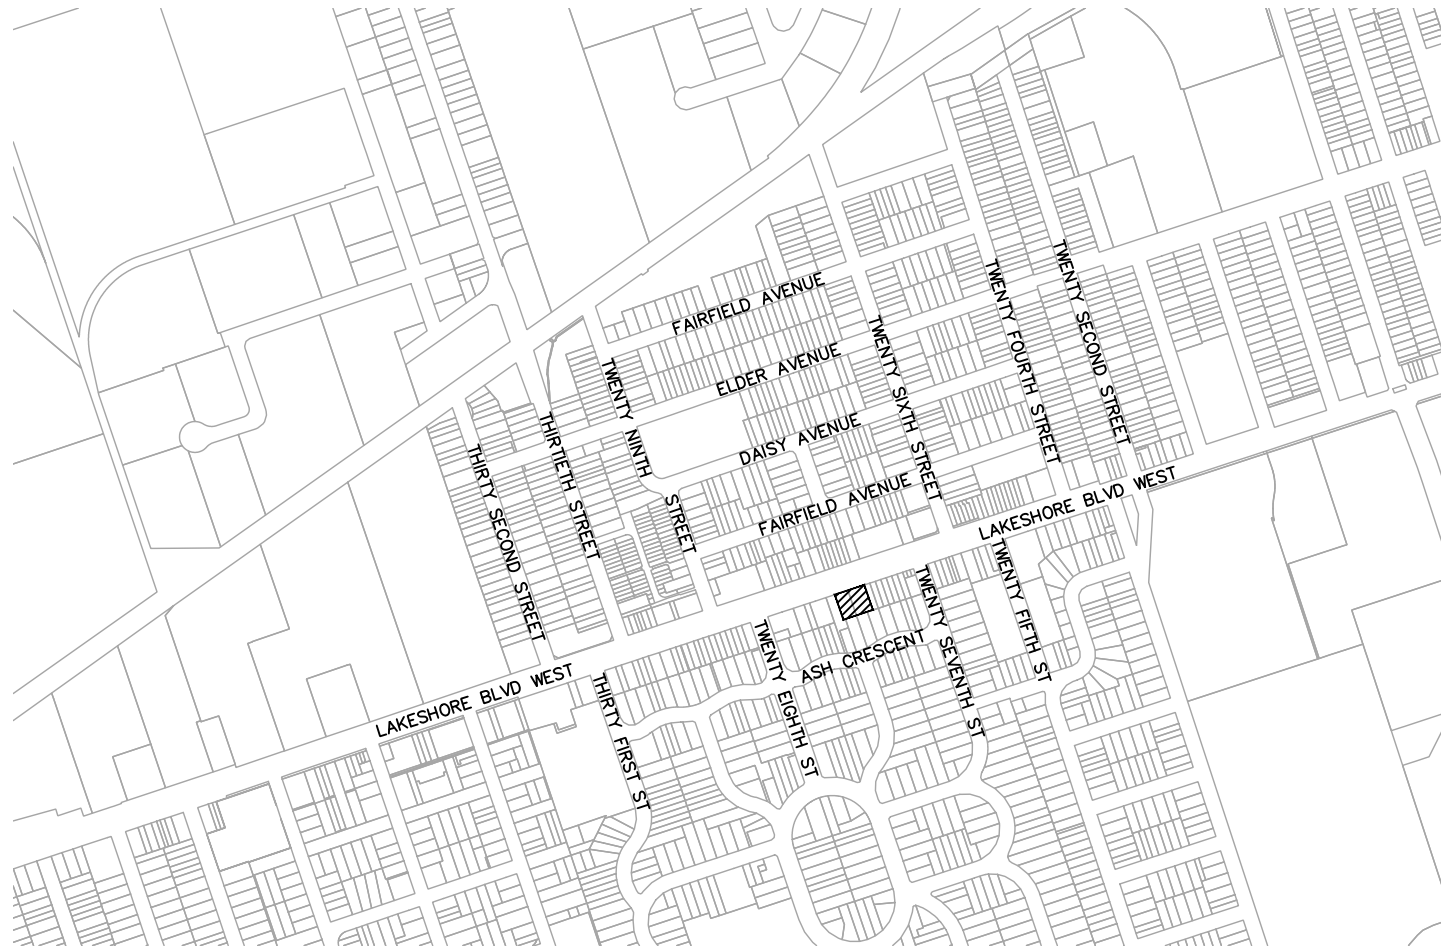 FAIRFIELD AVENUE
ELDER AVENUE
DAISY AVENUE
FAIRFIELD AVENUE
TWENTY SECOND STREET
TWENTY FOURTH STREET
TWENTY SIXTH STREET
TWENTY NINTH STREET
THIRTIETH STREET
THIRTY SECOND STREET
LAKESHORE BLVD WEST
TWENTY FIFTH ST
TWENTY SEVENTH ST
ASH CRESCENT
TWENTY EIGHTH ST
LAKESHORE BLVD WEST
THIRTY FIRST ST